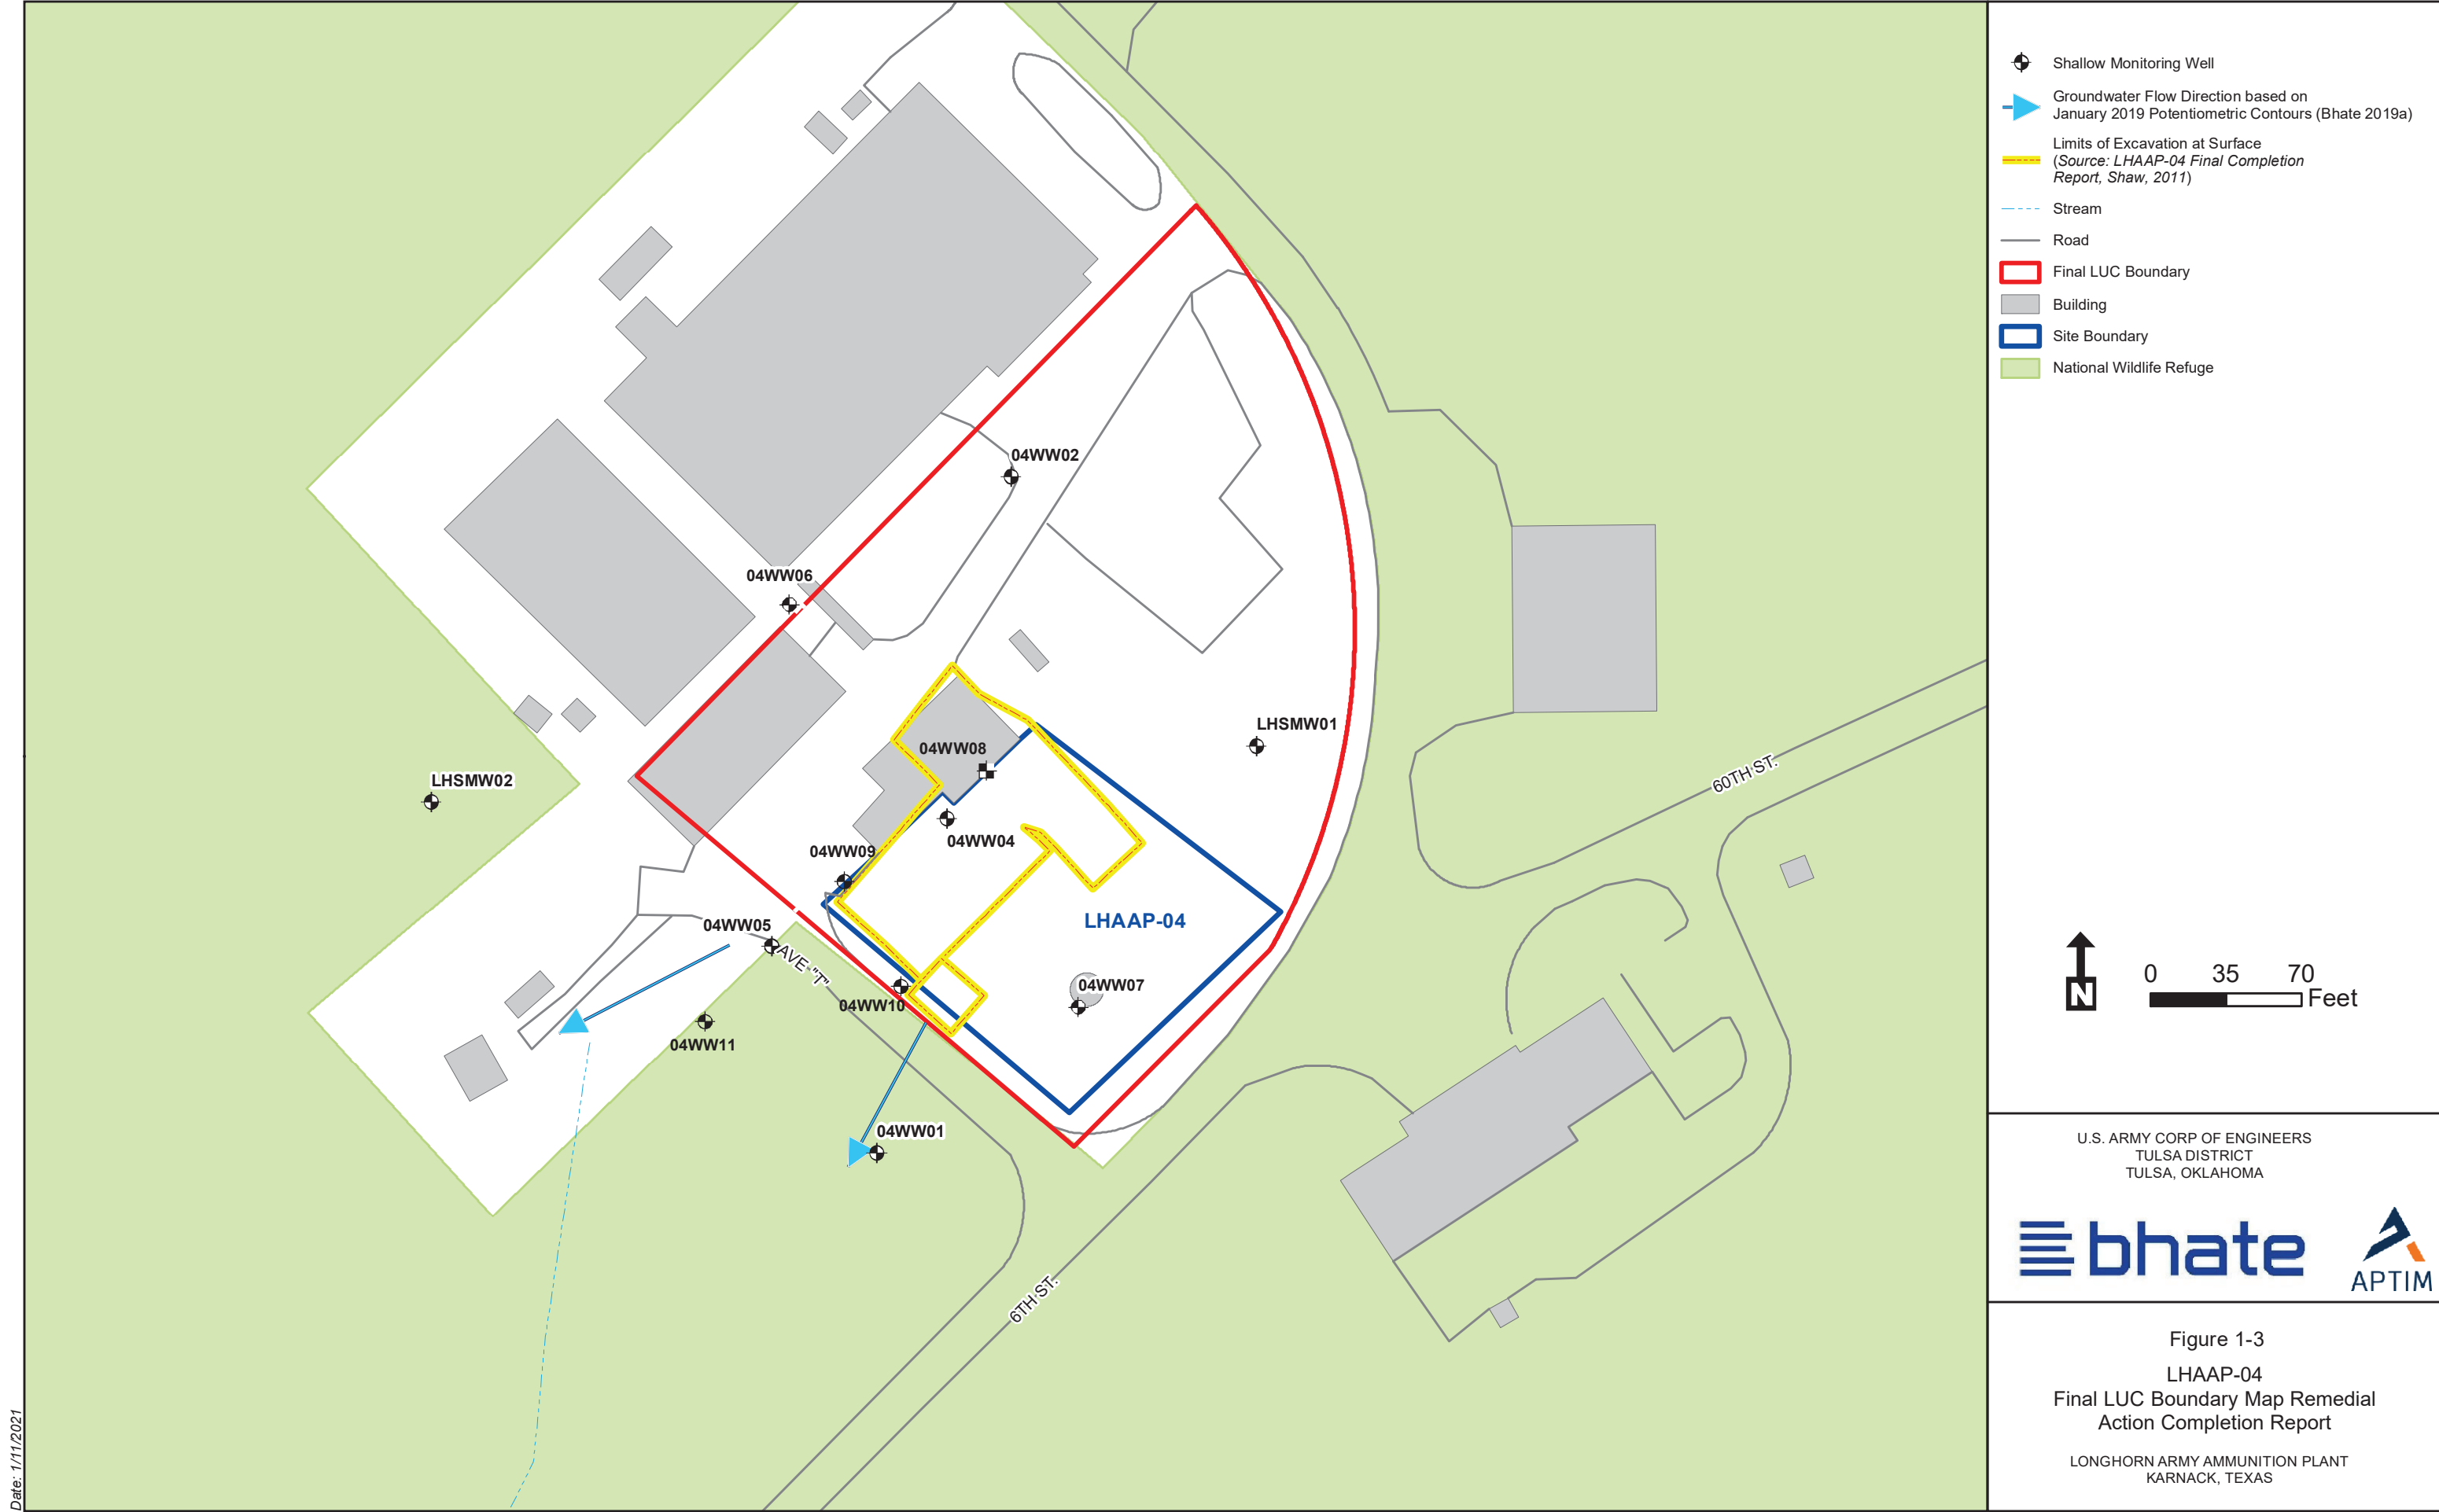 Shallow Monitoring Well
Groundwater Flow Direction based on
January 2019 Potentiometric Contours (Bhate 2019a)
Limits of Excavation at Surface
(Source: LHAAP-04 Final Completion
Report, Shaw, 2011)
Stream
Road
Final LUC Boundary
Building
Site Boundary
National Wildlife Refuge
04WW02
04WW06
LHSMW01
04WW08
LHSMW02
60TH ST.
04WW04
04WW09
LHAAP-04
04WW05
AVE. "T"
04WW07
04WW10
04WW11
04WW01
6TH ST.
N
0 35 70
Feet
U.S. ARMY CORP OF ENGINEERS
TULSA DISTRICT
TULSA, OKLAHOMA
bhate
APTIM
Figure 1-3
LHAAP-04
Final LUC Boundary Map Remedial
Action Completion Report
LONGHORN ARMY AMMUNITION PLANT
KARNACK, TEXAS
Date: 1/11/2021